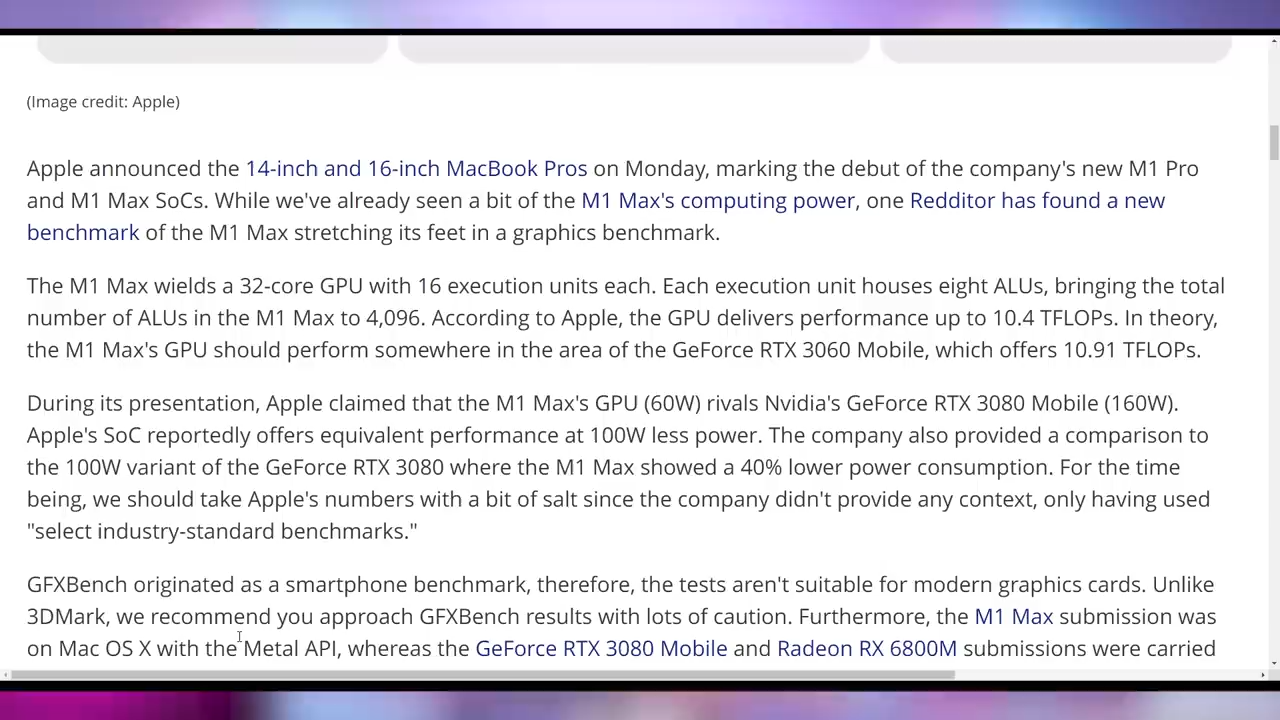 (Image credit: Apple)
Apple announced the 14-inch and 16-inch MacBook Pros on Monday, marking the debut of the company's new M1 Pro
and M1 Max SoCs. While we've already seen a bit of the M1 Max's computing power, one Redditor has found a new
benchmark of the M1 Max stretching its feet in a graphics benchmark.
The M1 Max wields a 32-core GPU with 16 execution units each. Each execution unit houses eight ALUs, bringing the total
number of ALUs in the M1 Max to 4,096. According to Apple, the GPU delivers performance up to 10.4 TFLOPs. In theory,
the M1 Max's GPU should perform somewhere in the area of the GeForce RTX 3060 Mobile, which offers 10.91 TFLOPs.
During its presentation, Apple claimed that the M1 Max's GPU (60W) rivals Nvidia's GeForce RTX 3080 Mobile (160W).
Apple's SoC reportedly offers equivalent performance at 100W less power. The company also provided a comparison to
the 100W variant of the GeForce RTX 3080 where the M1 Max showed a 40% lower power consumption. For the time
being, we should take Apple's numbers with a bit of salt since the company didn't provide any context, only having used
"select industry-standard benchmarks."
GFXBench originated as a smartphone benchmark, therefore, the tests aren't suitable for modern graphics cards. Unlike
3DMark, we recommend you approach GFXBench results with lots of caution. Furthermore, the M1 Max submission was
on Mac OS X with the Metal API, whereas the GeForce RTX 3080 Mobile and Radeon RX 6800M submissions were carried